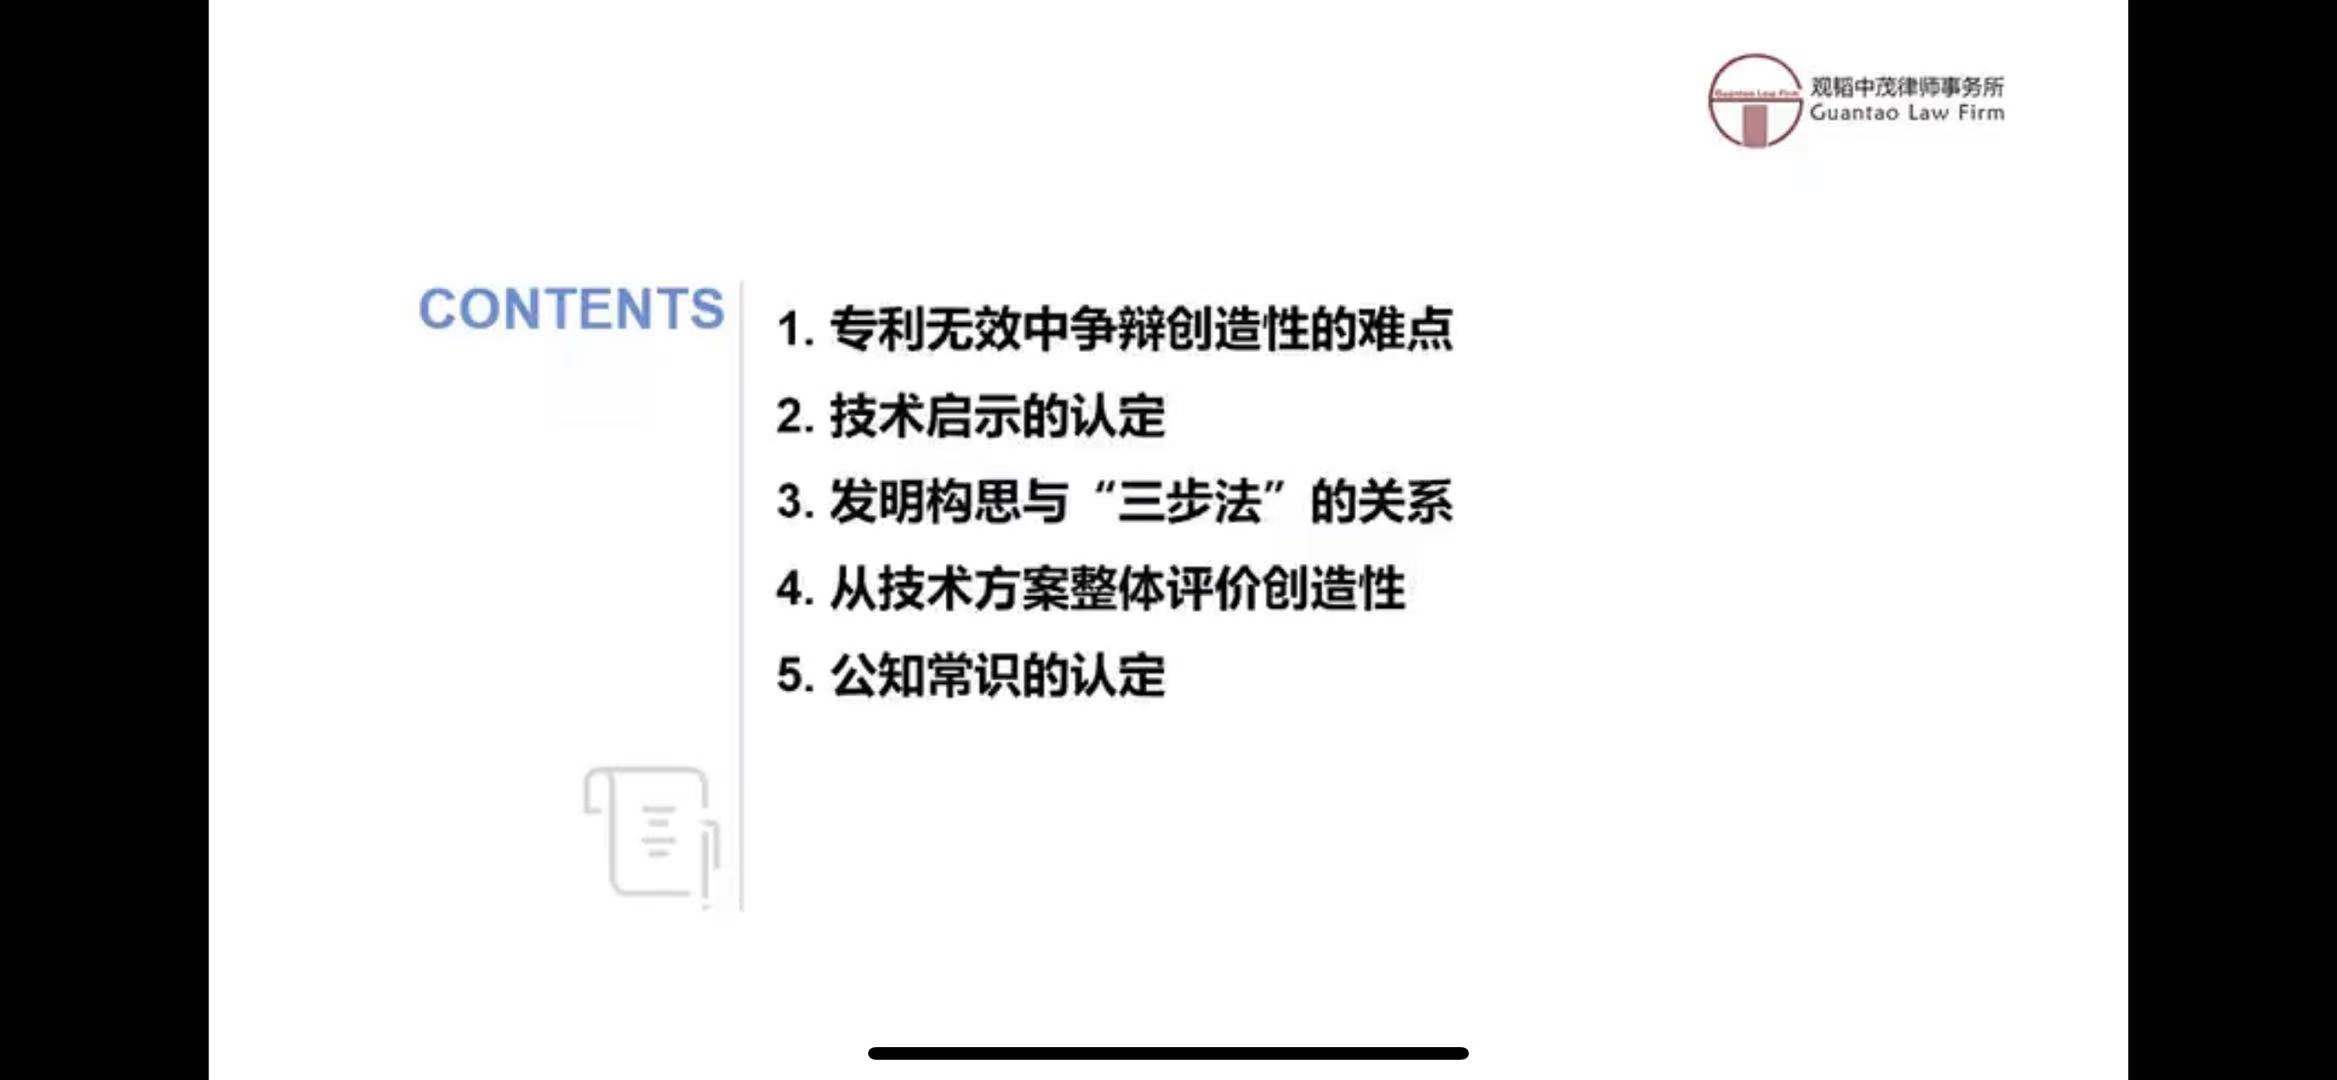 观韬中茂律师事务所
Guantao Law Firm
Guantao Law Firm
CONTENTS
1. 专利无效中争辩创造性的难点
2. 技术启示的认定
3. 发明构思与“三步法”的关系
4. 从技术方案整体评价创造性
5. 公知常识的认定